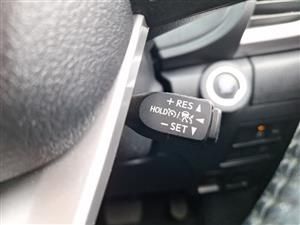 + RES ▲
HOLD / ◄
− SET ▼